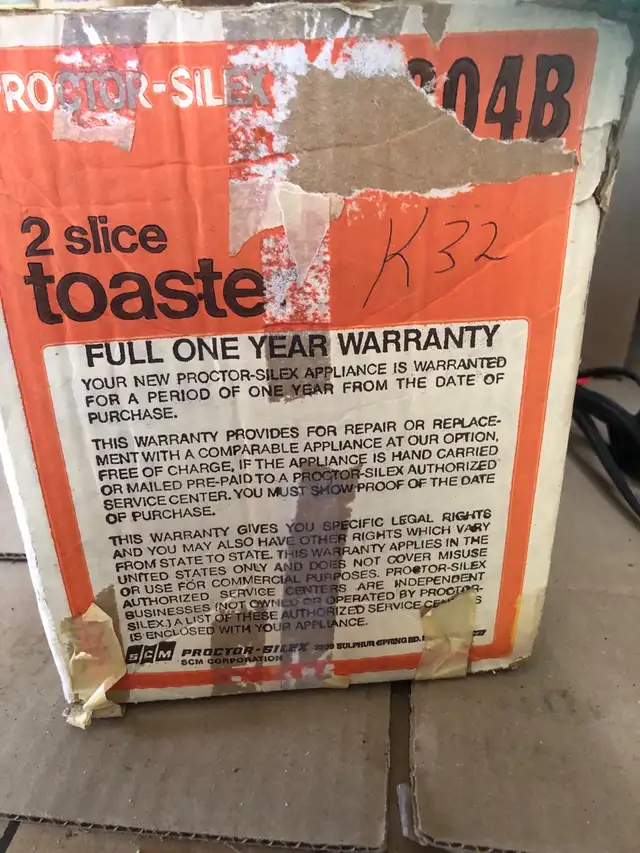 PROCTOR-SILEX
804B
2 slice
toaste
K32
FULL ONE YEAR WARRANTY
YOUR NEW PROCTOR-SILEX APPLIANCE IS WARRANTED
FOR A PERIOD OF ONE YEAR FROM THE DATE OF
PURCHASE.
THIS WARRANTY PROVIDES FOR REPAIR OR REPLACE-
MENT WITH A COMPARABLE APPLIANCE AT OUR OPTION,
FREE OF CHARGE, IF THE APPLIANCE IS HAND CARRIED
OR MAILED PRE-PAID TO A PROCTOR-SILEX AUTHORIZED
SERVICE CENTER. YOU MUST SHOW PROOF OF THE DATE
OF PURCHASE.
THIS WARRANTY GIVES YOU SPECIFIC LEGAL RIGHTS
AND YOU MAY ALSO HAVE OTHER RIGHTS WHICH VARY
FROM STATE TO STATE. THIS WARRANTY APPLIES IN THE
UNITED STATES ONLY AND DOES NOT COVER MISUSE
OR USE FOR COMMERCIAL PURPOSES. PROCTOR-SILEX
AUTHORIZED SERVICE CENTERS ARE INDEPENDENT
BUSINESSES (NOT OWNED OR OPERATED BY PROCTOR-
SILEX.) A LIST OF THESE AUTHORIZED SERVICE CENTERS
IS ENCLOSED WITH YOUR APPLIANCE.
SCM PROCTOR-SILEX SULPHUR SPRING RD.
SCM CORPORATION